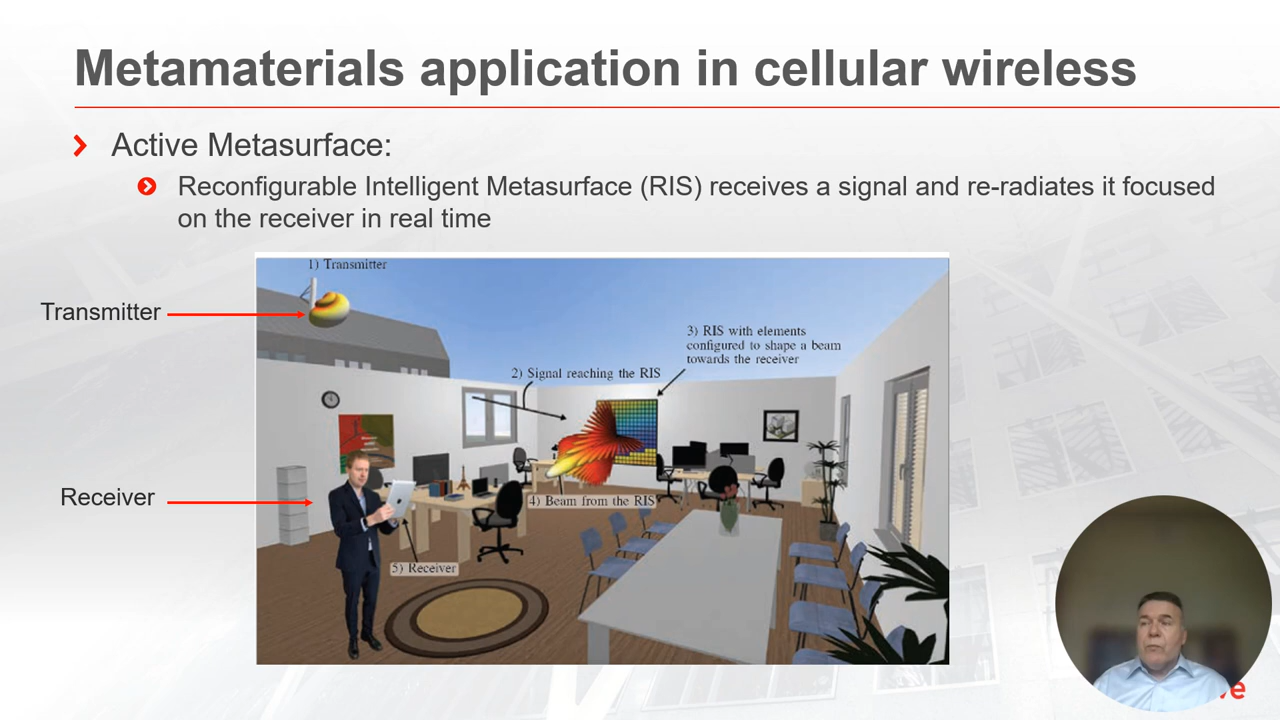 Metamaterials application in cellular wireless
Active Metasurface:
Reconfigurable Intelligent Metasurface (RIS) receives a signal and re-radiates it focused
on the receiver in real time
1) Transmitter
Transmitter
3) RIS with elements
configured to shape a beam
towards the receiver
2) Signal reaching the RIS
4) Beam from the RIS
Receiver
5) Receiver